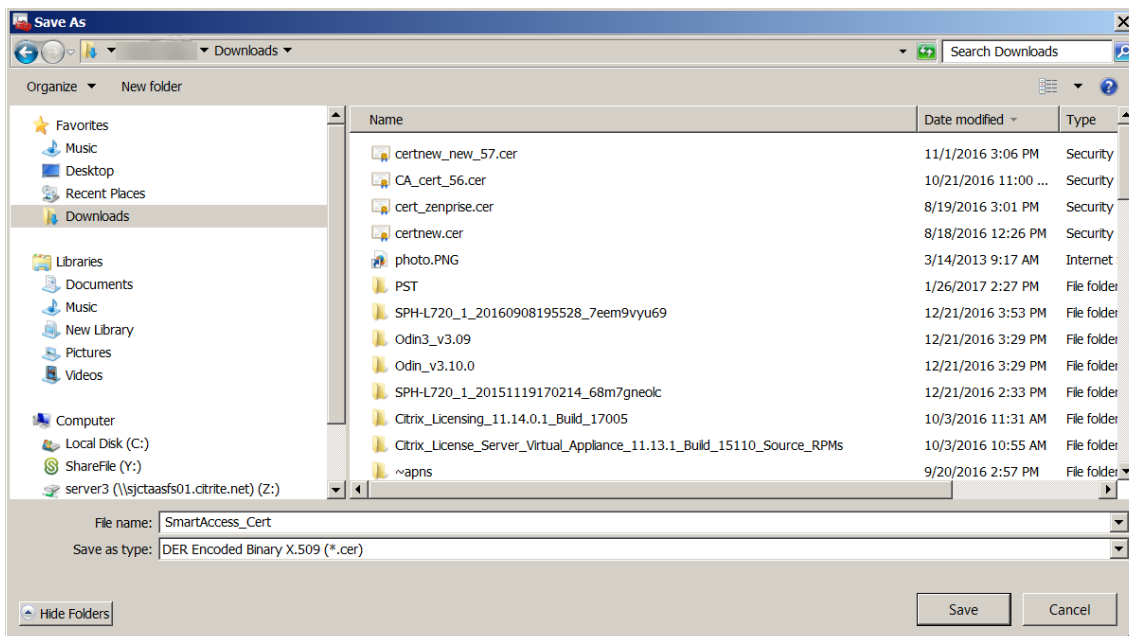 Save As
Downloads
Search Downloads
Organize New folder
Favorites
Music
Desktop
Recent Places
Downloads
Libraries
Documents
Music
New Library
Pictures
Videos
Computer
Local Disk (C:)
ShareFile (Y:)
server3 (\\sjctaasfs01.citrite.net) (Z:)
Name Date modified Type
certnew_new_57.cer 11/1/2016 3:06 PM Security
CA_cert_56.cer 10/21/2016 11:00 ... Security
cert_zenprise.cer 8/19/2016 3:01 PM Security
certnew.cer 8/18/2016 12:26 PM Security
photo.PNG 3/14/2013 9:17 AM Internet
PST 1/26/2017 2:27 PM File folder
SPH-L720_1_20160908195528_7eem9vyu69 12/21/2016 3:53 PM File folder
Odin3_v3.09 12/21/2016 3:29 PM File folder
Odin_v3.10.0 12/21/2016 3:29 PM File folder
SPH-L720_1_20151119170214_68m7gneolc 12/21/2016 2:33 PM File folder
Citrix_Licensing_11.14.0.1_Build_17005 10/3/2016 11:31 AM File folder
Citrix_License_Server_Virtual_Appliance_11.13.1_Build_15110_Source_RPMs 10/3/2016 10:55 AM File folder
~apns 9/20/2016 2:57 PM File folder
File name: SmartAccess_Cert
Save as type: DER Encoded Binary X.509 (*.cer)
Hide Folders Save Cancel